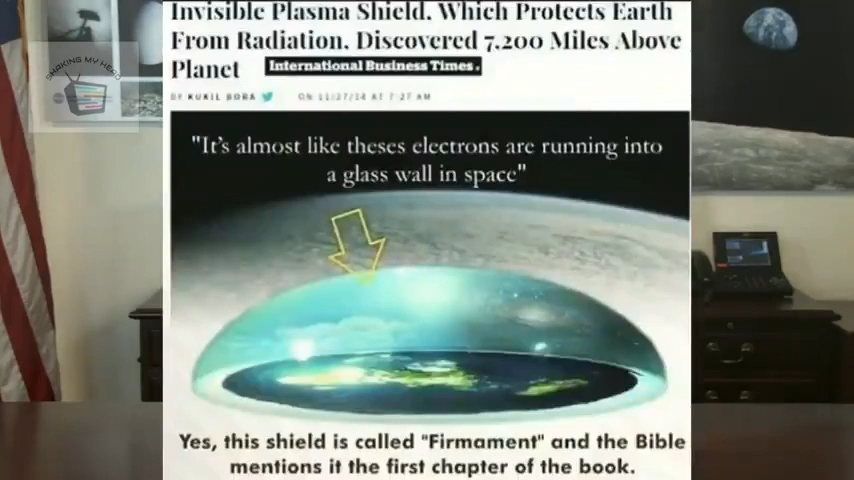 Invisible Plasma Shield, Which Protects Earth
From Radiation, Discovered 7,200 Miles Above
Planet
International Business Times.
BY KUKIL BORA ON 11/27/14 AT 7:27 AM
SHAKING MY HEAD
"It's almost like theses electrons are running into
a glass wall in space"
Yes, this shield is called "Firmament" and the Bible
mentions it the first chapter of the book.